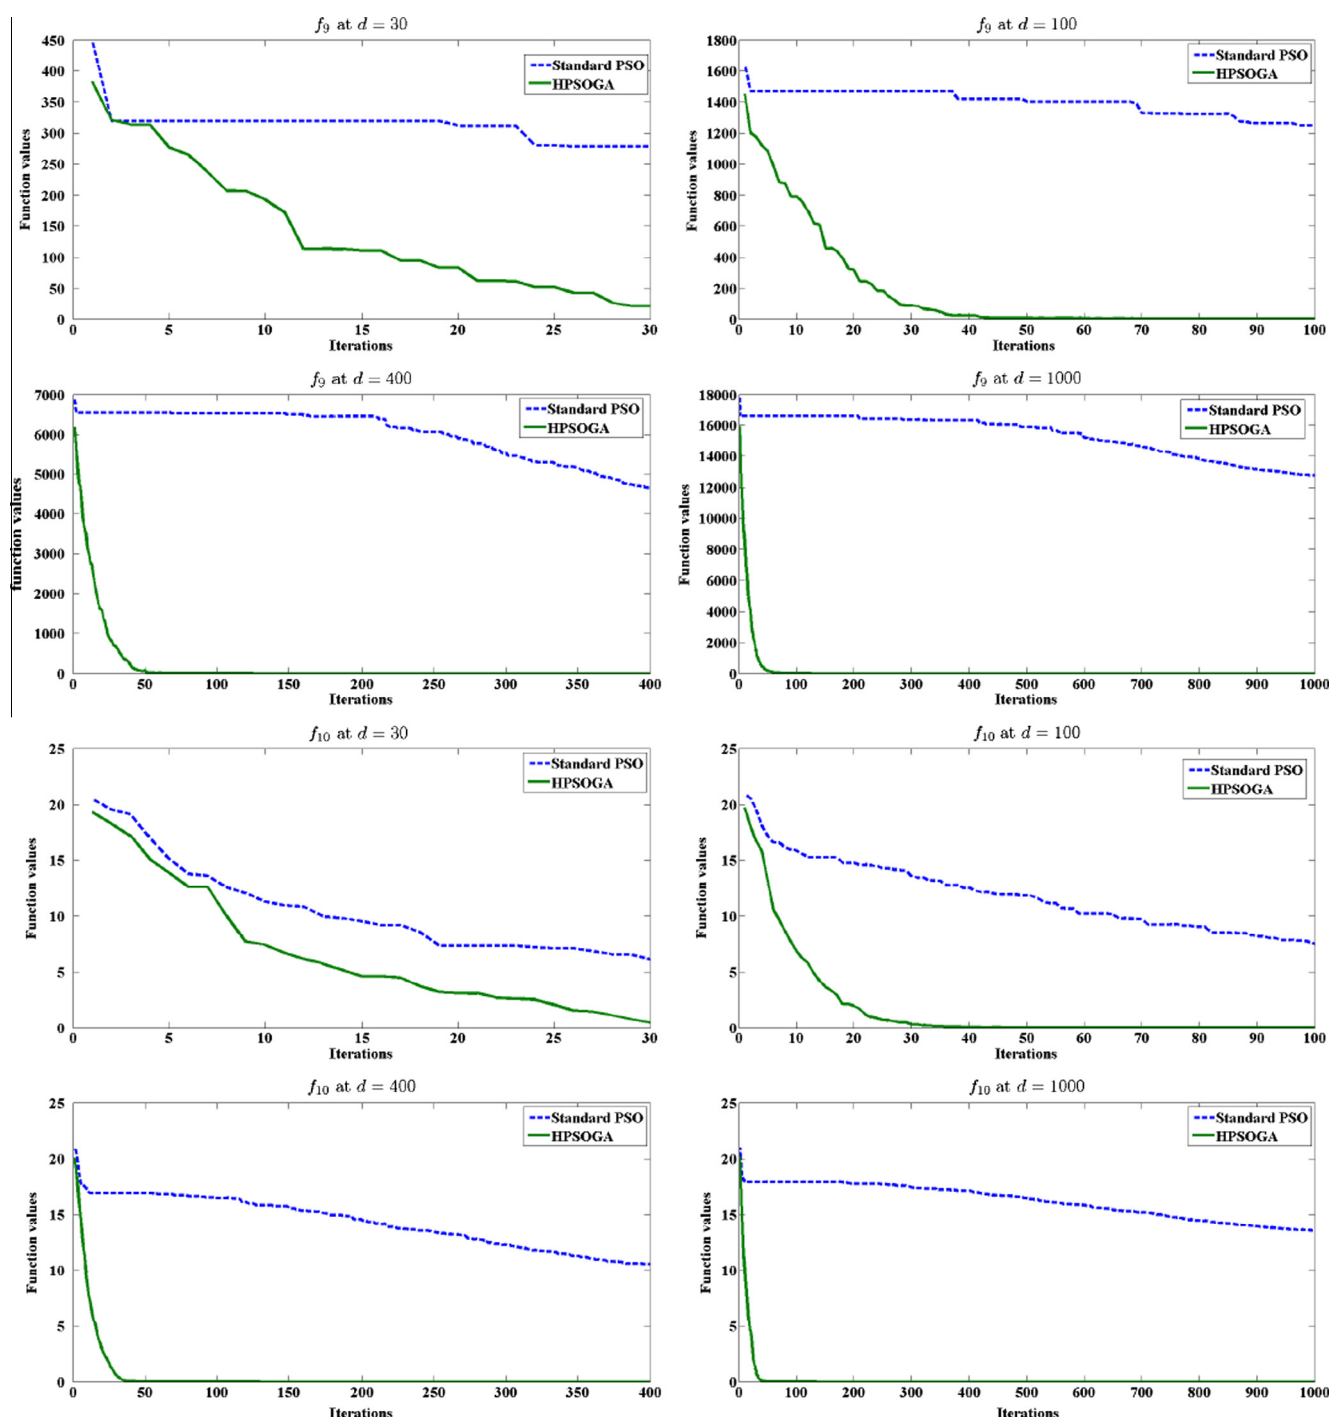 f9 at d = 30
450
400
350
300
250
200
150
100
50
0
Function values
Standard PSO
HPSOGA
0 5 10 15 20 25 30
Iterations
f9 at d = 100
1800
1600
1400
1200
1000
800
600
400
200
0
Function values
Standard PSO
HPSOGA
0 10 20 30 40 50 60 70 80 90 100
Iterations
f9 at d = 400
7000
6000
5000
4000
3000
2000
1000
0
function values
Standard PSO
HPSOGA
0 50 100 150 200 250 300 350 400
Iterations
f9 at d = 1000
18000
16000
14000
12000
10000
8000
6000
4000
2000
0
Function values
Standard PSO
HPSOGA
0 100 200 300 400 500 600 700 800 900 1000
Iterations
f10 at d = 30
25
20
15
10
5
0
Function values
Standard PSO
HPSOGA
0 5 10 15 20 25 30
Iterations
f10 at d = 100
25
20
15
10
5
0
Function values
Standard PSO
HPSOGA
0 10 20 30 40 50 60 70 80 90 100
Iterations
f10 at d = 400
25
20
15
10
5
0
Function values
Standard PSO
HPSOGA
0 50 100 150 200 250 300 350 400
Iterations
f10 at d = 1000
25
20
15
10
5
0
Function values
Standard PSO
HPSOGA
0 100 200 300 400 500 600 700 800 900 1000
Iterations